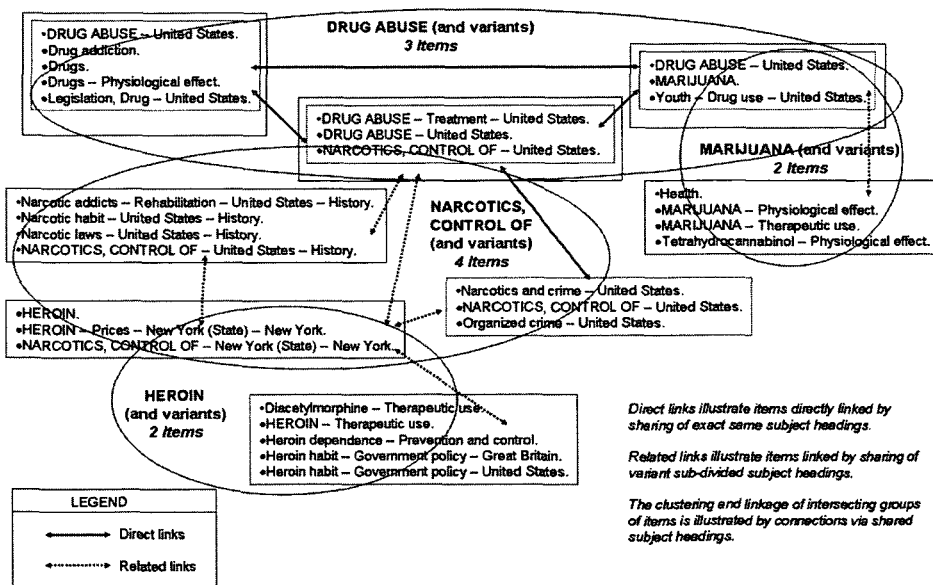 DRUG ABUSE (and variants)
3 Items
•DRUG ABUSE – United States.
•Drug addiction.
•Drugs.
•Drugs – Physiological effect.
•Legislation, Drug – United States.
•DRUG ABUSE – United States.
•MARIJUANA.
•Youth – Drug use – United States.
•DRUG ABUSE – Treatment – United States.
•DRUG ABUSE – United States.
•NARCOTICS, CONTROL OF – United States.
MARIJUANA (and variants)
2 Items
•Narcotic addicts – Rehabilitation – United States – History.
•Narcotic habit – United States – History.
•Narcotic laws – United States – History.
•NARCOTICS, CONTROL OF – United States – History.
NARCOTICS,
CONTROL OF
(and variants)
4 Items
•Health.
•MARIJUANA – Physiological effect.
•MARIJUANA – Therapeutic use.
•Tetrahydrocannabinol – Physiological effect.
•Narcotics and crime – United States.
•NARCOTICS, CONTROL OF – United States.
•Organized crime – United States.
•HEROIN.
•HEROIN – Prices – New York (State) – New York.
•NARCOTICS, CONTROL OF – New York (State) – New York.
HEROIN
(and variants)
2 Items
•Diacetylmorphine – Therapeutic use.
•HEROIN – Therapeutic use.
•Heroin dependence – Prevention and control.
•Heroin habit – Government policy – Great Britain.
•Heroin habit – Government policy – United States.
Direct links illustrate items directly linked by
sharing of exact same subject headings.
Related links illustrate items linked by sharing of
variant sub-divided subject headings.
The clustering and linkage of intersecting groups
of items is illustrated by connections via shared
subject headings.
LEGEND
Direct links
Related links